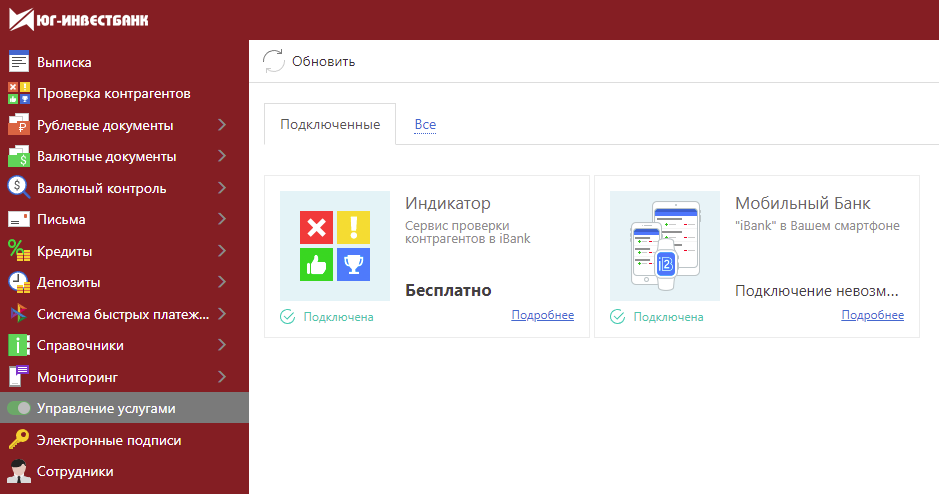 ЮГ-ИНВЕСТБАНК
Выписка
Проверка контрагентов
Рублевые документы
Валютные документы
Валютный контроль
Письма
Кредиты
Депозиты
Система быстрых платеж...
Справочники
Мониторинг
Управление услугами
Электронные подписи
Сотрудники
Обновить
Подключенные
Все
Индикатор
Сервис проверки
контрагентов в iBank
Бесплатно
Подключена
Подробнее
i2
Мобильный Банк
"iBank" в Вашем смартфоне
Подключение невозм...
Подключена
Подробнее